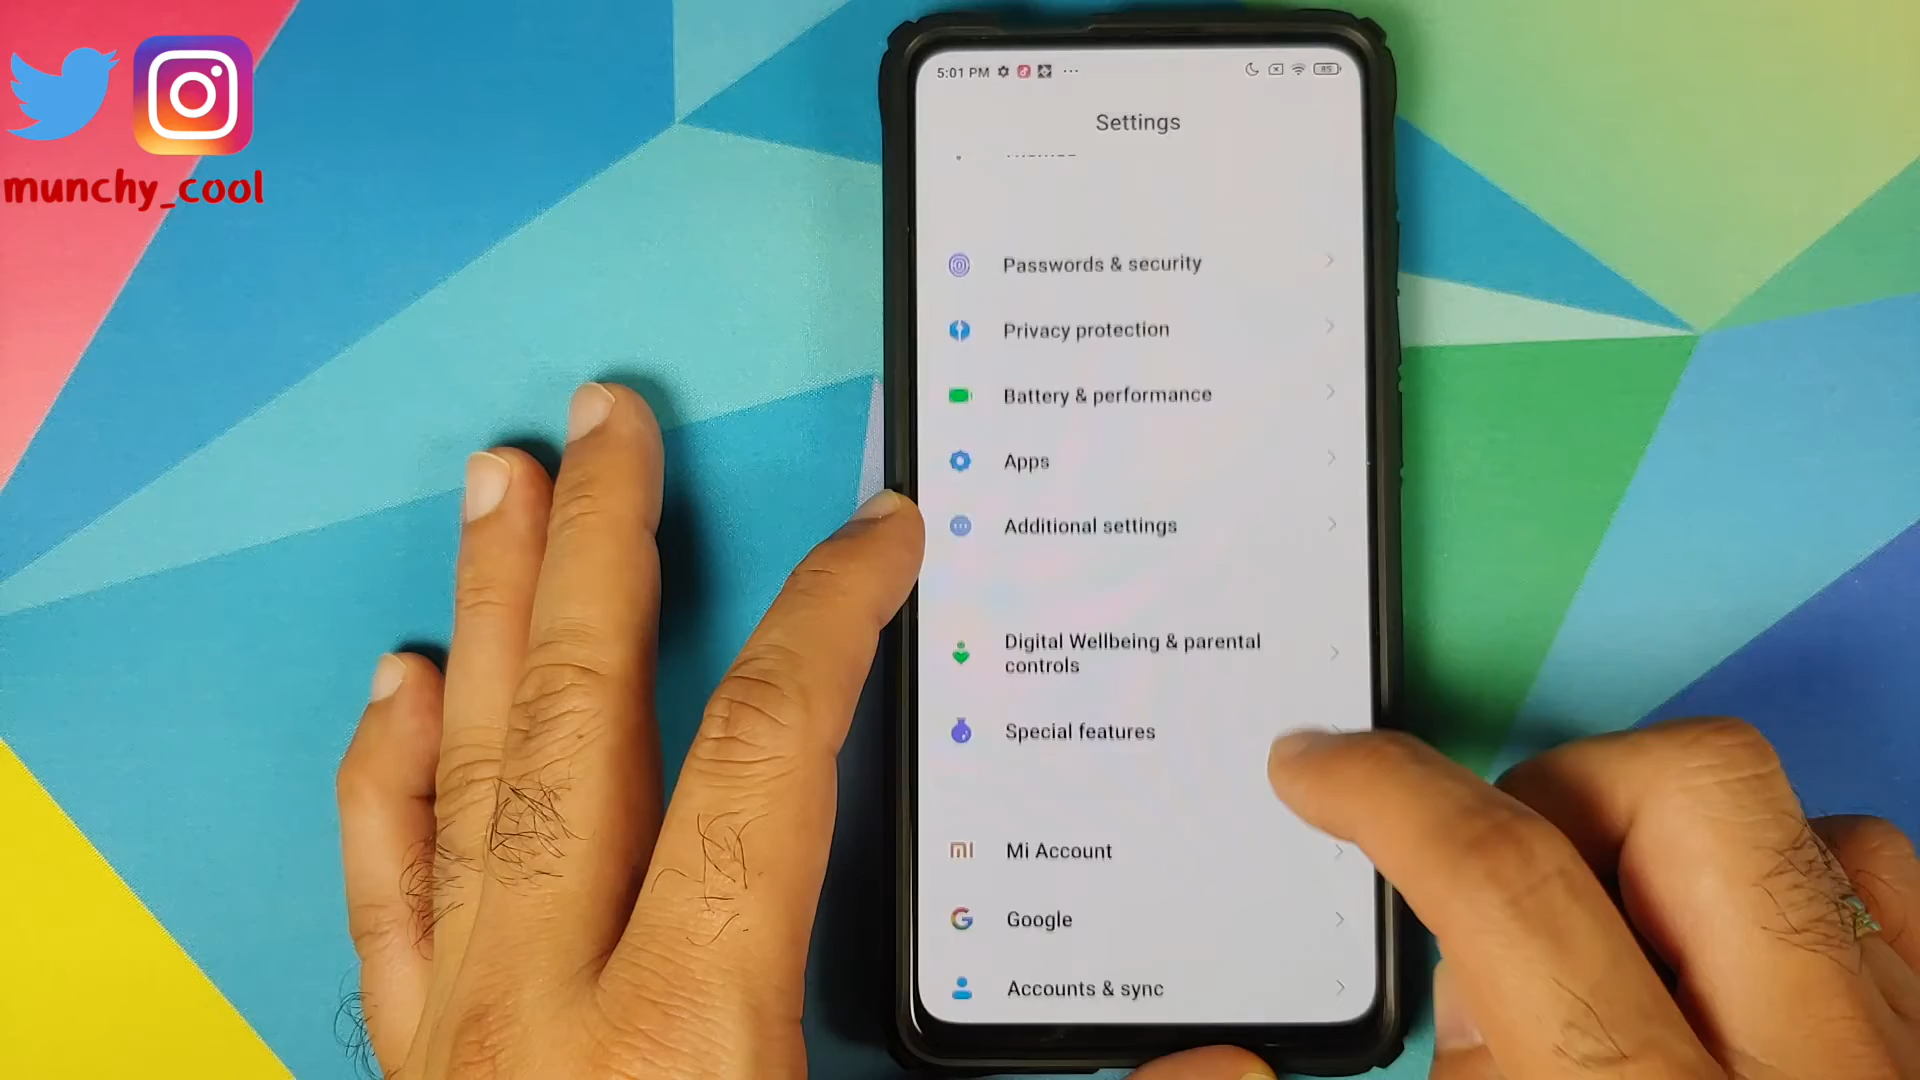 munchy_cool
5:01 PM
85
Settings
Passwords & security
Privacy protection
Battery & performance
Apps
Additional settings
Digital Wellbeing & parental
controls
Special features
Mi Account
Google
Accounts & sync